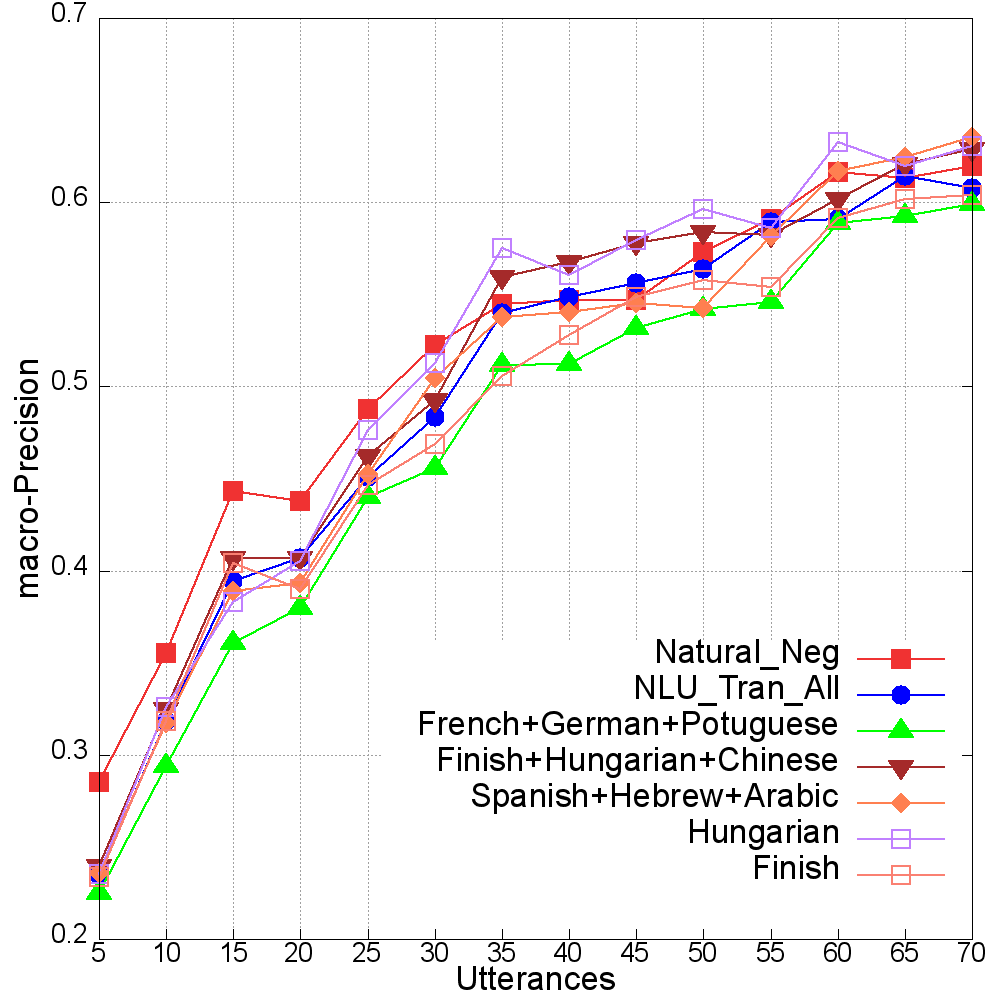 0.7
0.6
0.5
0.4
0.3
0.2
macro-Precision
Natural_Neg
NLU_Tran_All
French+German+Potuguese
Finish+Hungarian+Chinese
Spanish+Hebrew+Arabic
Hungarian
Finish
5 10 15 20 25 30 35 40 45 50 55 60 65 70
Utterances